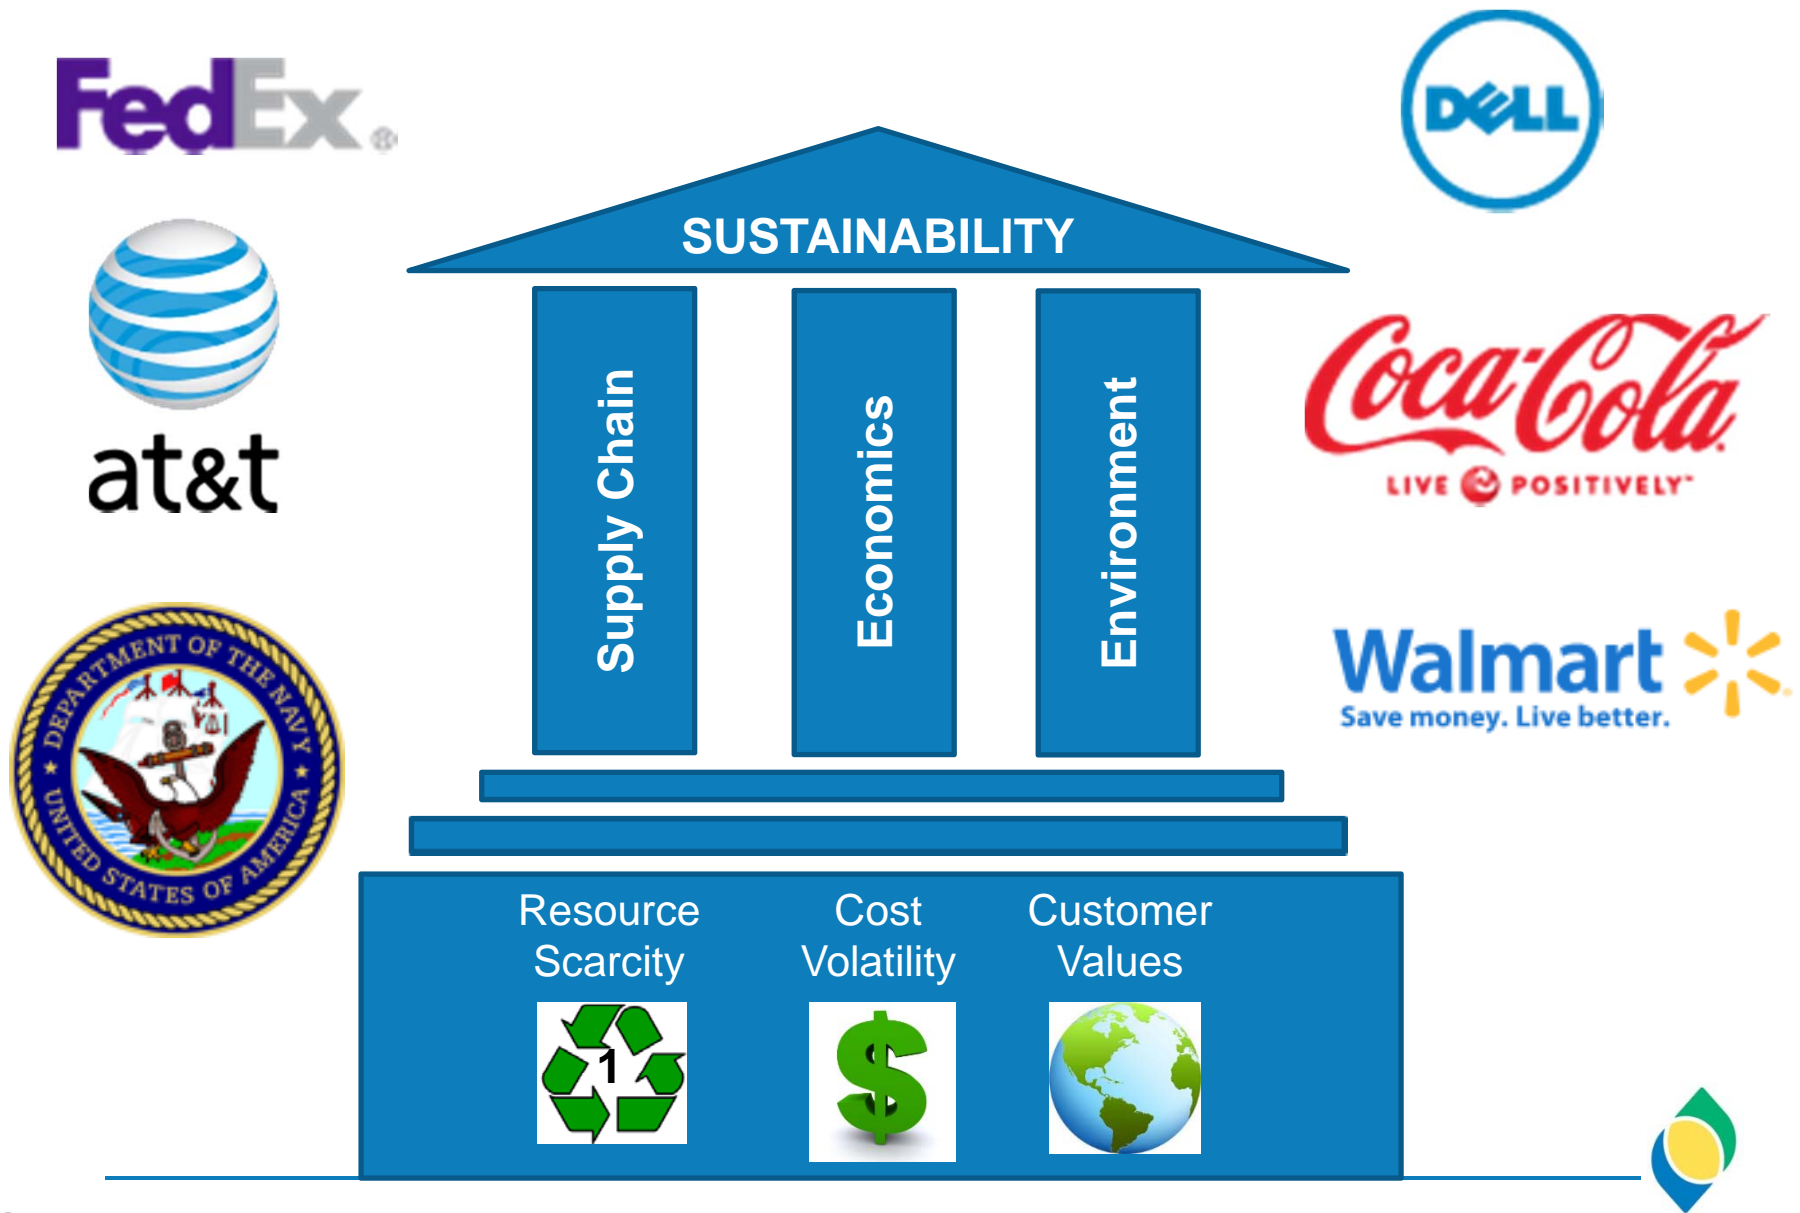 FedEx®
DELL
SUSTAINABILITY
at&t
Coca-Cola
LIVE POSITIVELY™
Supply Chain
Economics
Environment
DEPARTMENT OF THE NAVY
UNITED STATES OF AMERICA
Walmart
Save money. Live better.
Resource
Scarcity
Cost
Volatility
Customer
Values
1
$